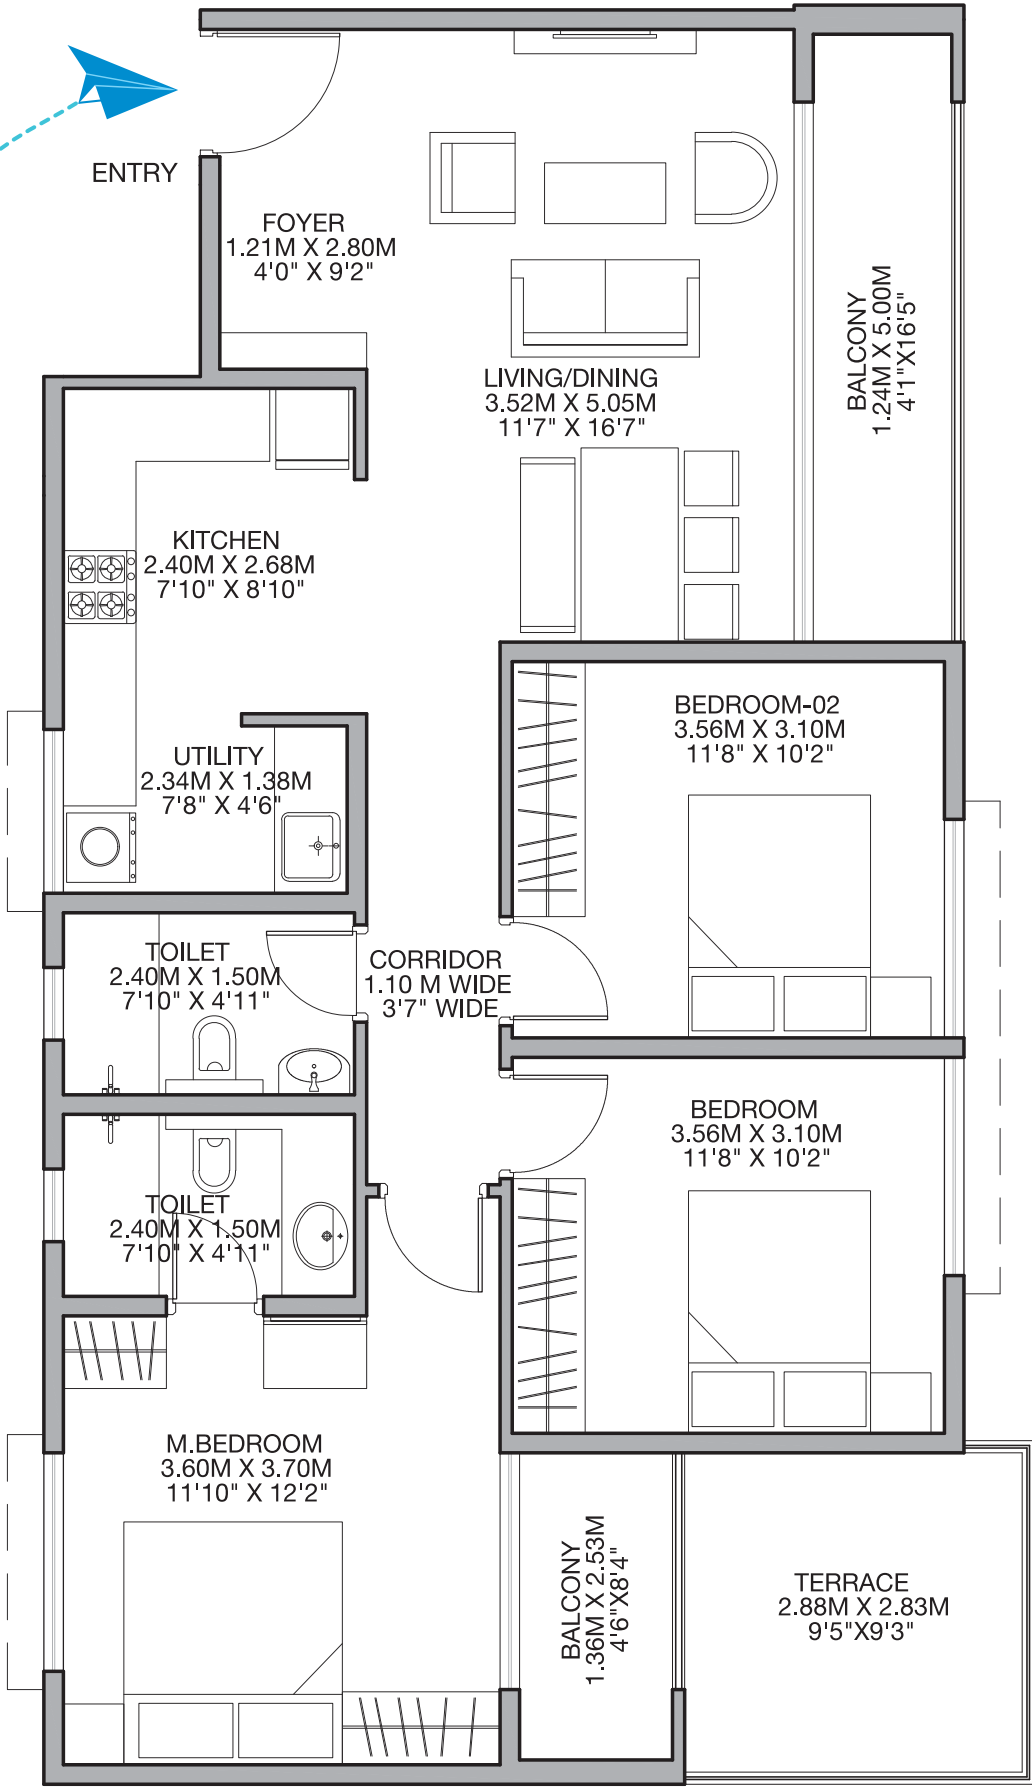 ENTRY
FOYER
1.21M X 2.80M
4'0" X 9'2"
BALCONY
1.24M X 5.00M
4'1"X16'5"
LIVING/DINING
3.52M X 5.05M
11'7" X 16'7"
KITCHEN
2.40M X 2.68M
7'10" X 8'10"
BEDROOM-02
3.56M X 3.10M
11'8" X 10'2"
UTILITY
2.34M X 1.38M
7'8" X 4'6"
TOILET
2.40M X 1.50M
7'10" X 4'11"
CORRIDOR
1.10 M WIDE
3'7" WIDE
BEDROOM
3.56M X 3.10M
11'8" X 10'2"
TOILET
2.40M X 1.50M
7'10" X 4'11"
M.BEDROOM
3.60M X 3.70M
11'10" X 12'2"
BALCONY
1.36M X 2.53M
4'6"X8'4"
TERRACE
2.88M X 2.83M
9'5"X9'3"